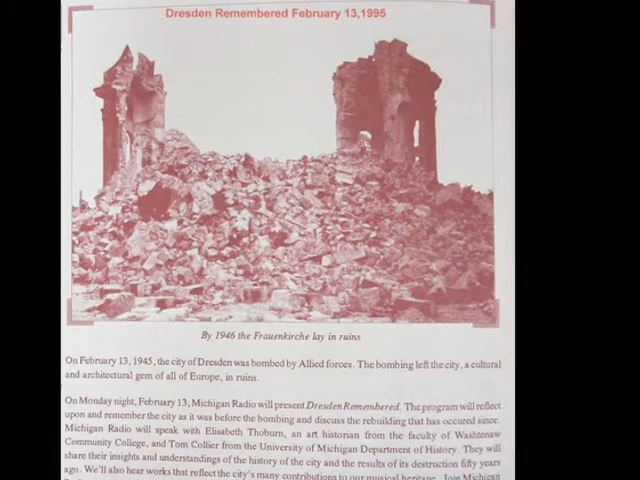 Dresden Remembered February 13,1995
By 1946 the Frauenkirche lay in ruins
On February 13, 1945, the city of Dresden was bombed by Allied forces. The bombing left the city, a cultural
and architectural gem of all of Europe, in ruins.
On Monday night, February 13, Michigan Radio will present Dresden Remembered. The program will reflect
upon and remember the city as it was before the bombing and discuss the rebuilding that has occured since.
Michigan Radio will speak with Elisabeth Thoburn, an art historian from the faculty of Washtenaw
Community College, and Tom Collier from the University of Michigan Department of History. They will
share their insights and understandings of the history of the city and the results of its destruction fifty years
ago. We'll also hear works that reflect the city's many contributions to our musical heritage. Join Michigan